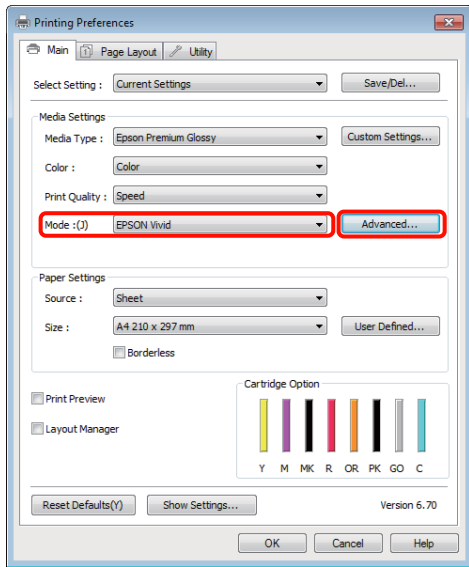 Printing Preferences
Main Page Layout Utility
Select Setting : Current Settings Save/Del...
Media Settings
Media Type : Epson Premium Glossy Custom Settings...
Color : Color
Print Quality : Speed
Mode :(J) EPSON Vivid Advanced...
Paper Settings
Source : Sheet
Size : A4 210 x 297 mm User Defined...
Borderless
Print Preview
Layout Manager
Cartridge Option
Y M MK R OR PK GO C
Reset Defaults(Y) Show Settings... Version 6.70
OK Cancel Help